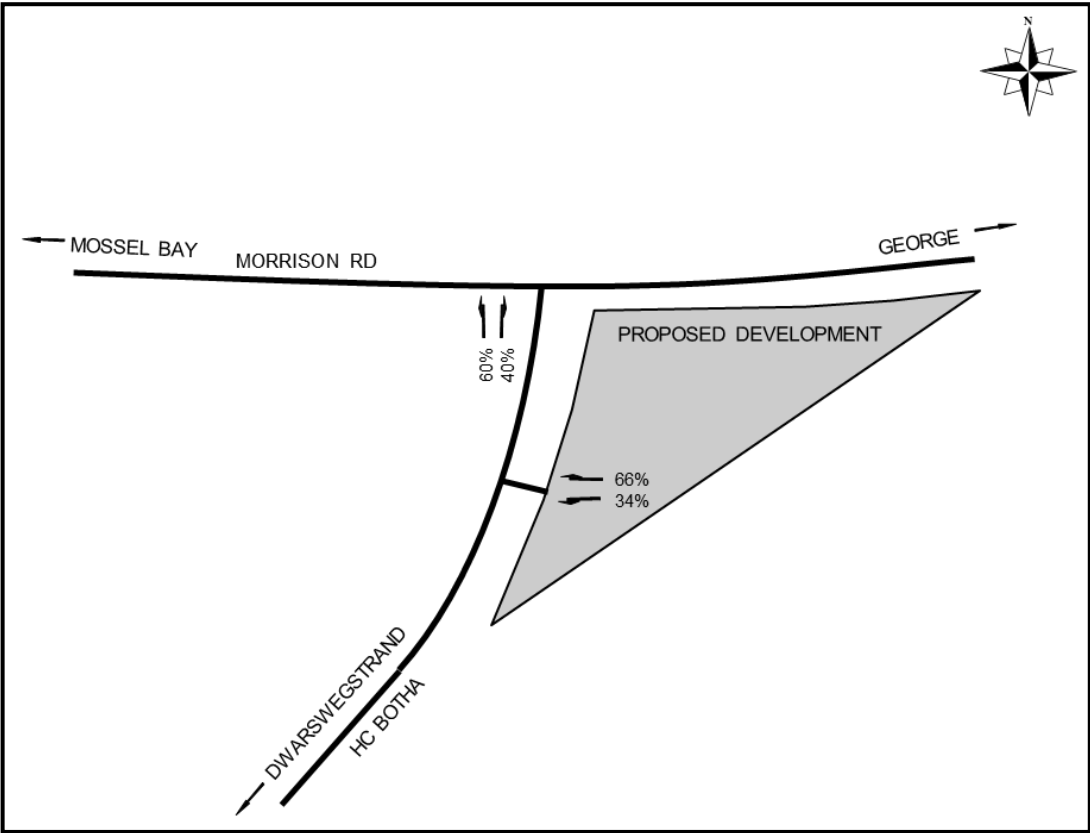 N
MOSSEL BAY
MORRISON RD
GEORGE
PROPOSED DEVELOPMENT
60%
40%
66%
34%
DWARSWEGSTRAND
HC BOTHA